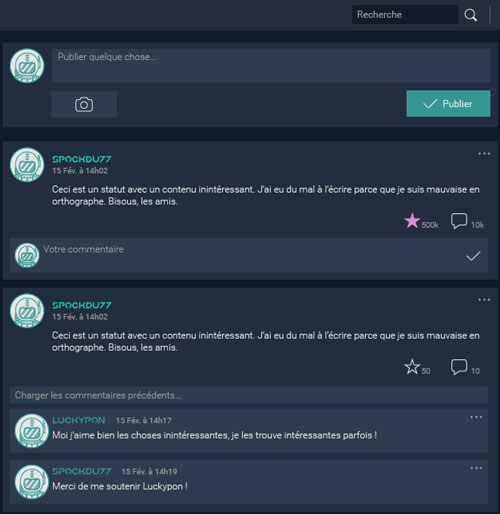 Recherche
Publier quelque chose...
Publier
SPOCKDU77
15 Fév. à 14h02
Ceci est un statut avec un contenu inintéressant. J'ai eu du mal à l'écrire parce que je suis mauvaise en
orthographe. Bisous, les amis.
500k 10k
Votre commentaire
SPOCKDU77
15 Fév. à 14h02
Ceci est un statut avec un contenu inintéressant. J'ai eu du mal à l'écrire parce que je suis mauvaise en
orthographe. Bisous, les amis.
50 10
Charger les commentaires précédents...
LUCKYPON 15 Fév. à 14h17
Moi j'aime bien les choses inintéressantes, je les trouve intéressantes parfois !
SPOCKDU77 15 Fév. à 14h19
Merci de me soutenir Luckypon !